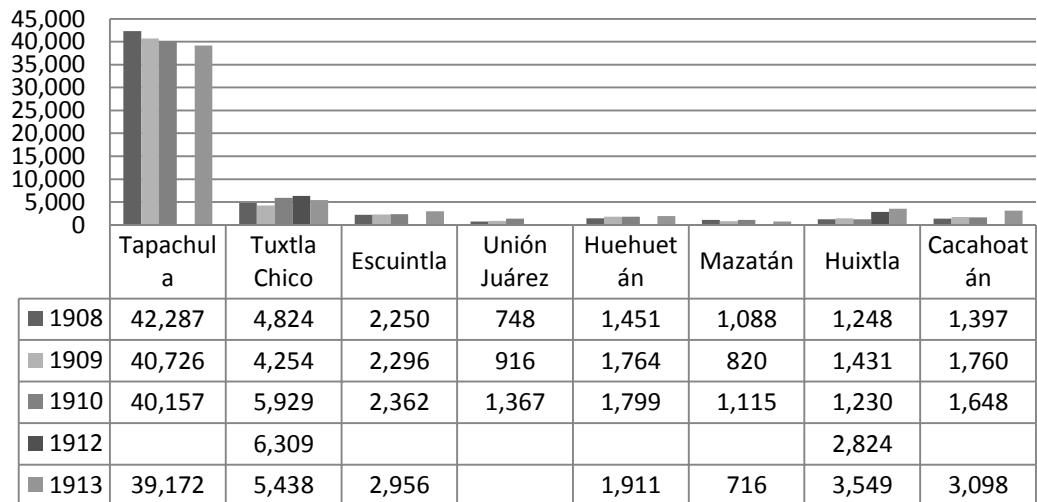 45,000
40,000
35,000
30,000
25,000
20,000
15,000
10,000
5,000
0
Tapachul
a
Tuxtla
Chico
Escuintla
Unión
Juárez
Huehuet
án
Mazatán
Huixtla
Cacahoat
án
1908 42,287 4,824 2,250 748 1,451 1,088 1,248 1,397
1909 40,726 4,254 2,296 916 1,764 820 1,431 1,760
1910 40,157 5,929 2,362 1,367 1,799 1,115 1,230 1,648
1912 6,309 2,824
1913 39,172 5,438 2,956 1,911 716 3,549 3,098